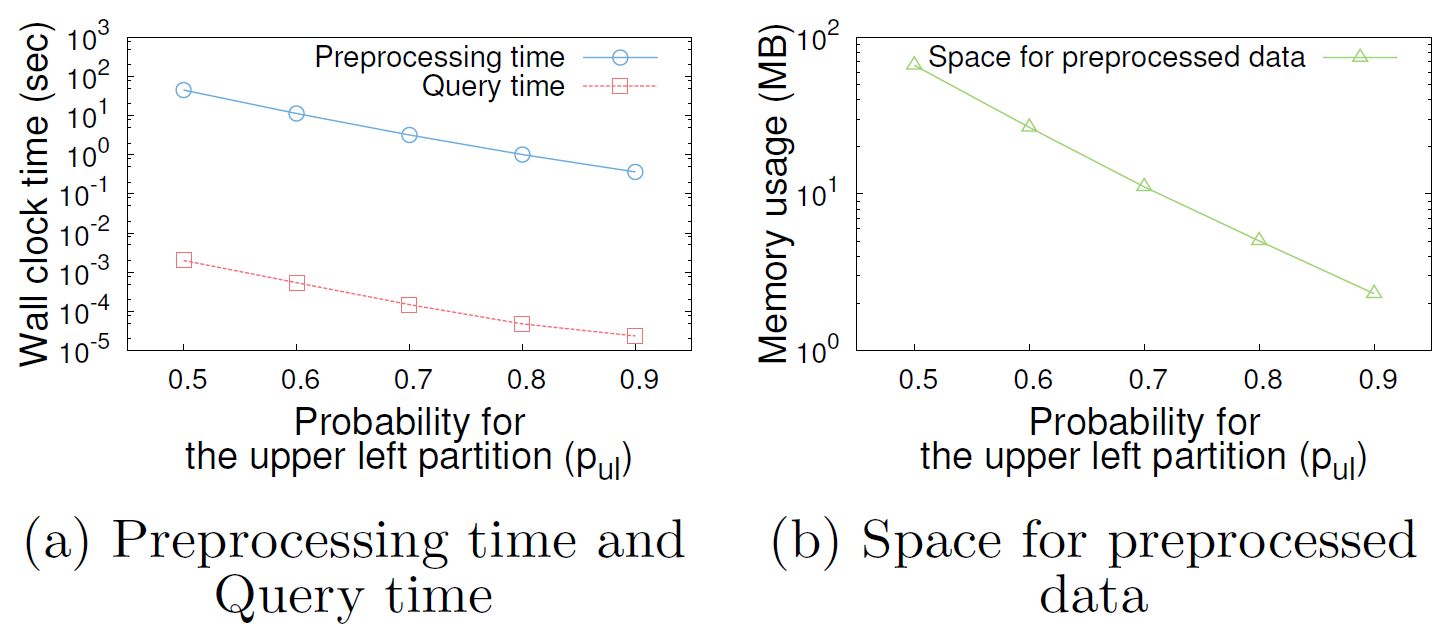 Wall clock time (sec)
10^3
10^2
10^1
10^0
10^-1
10^-2
10^-3
10^-4
10^-5
Preprocessing time
Query time
0.5 0.6 0.7 0.8 0.9
Probability for
the upper left partition (p_ul)
(a) Preprocessing time and
Query time
Memory usage (MB)
10^2
10^1
10^0
Space for preprocessed data
0.5 0.6 0.7 0.8 0.9
Probability for
the upper left partition (p_ul)
(b) Space for preprocessed
data